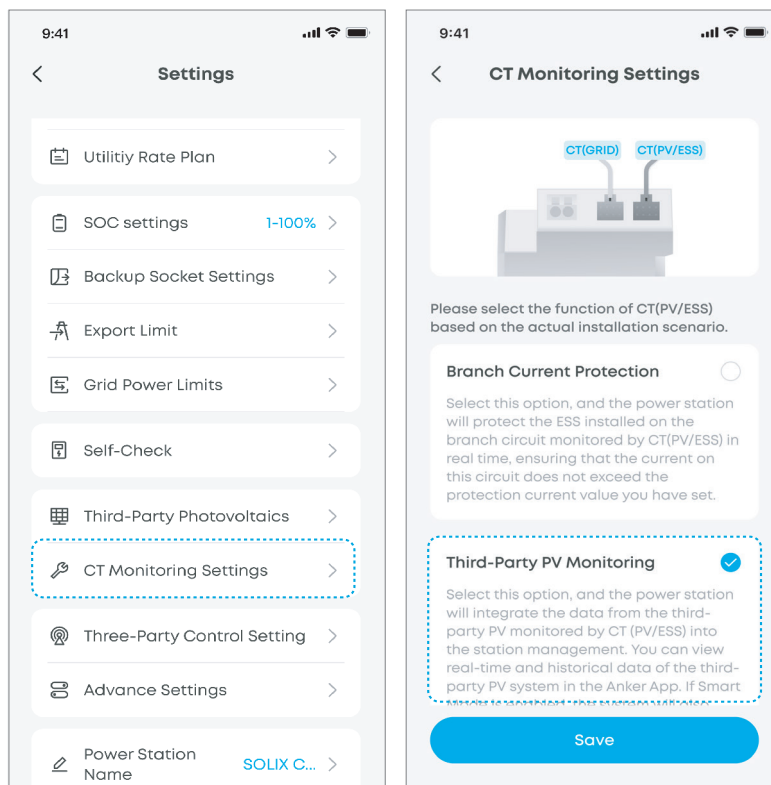 9:41
Settings
Utilitiy Rate Plan
SOC settings 1-100%
Backup Socket Settings
Export Limit
Grid Power Limits
Self-Check
Third-Party Photovoltaics
CT Monitoring Settings
Three-Party Control Setting
Advance Settings
Power Station
Name
SOLIX C...
9:41
CT Monitoring Settings
CT(GRID) CT(PV/ESS)
Please select the function of CT(PV/ESS)
based on the actual installation scenario.
Branch Current Protection
Select this option, and the power station
will protect the ESS installed on the
branch circuit monitored by CT(PV/ESS) in
real time, ensuring that the current on
this circuit does not exceed the
protection current value you have set.
Third-Party PV Monitoring
Select this option, and the power station
will integrate the data from the third-
party PV monitored by CT (PV/ESS) into
the station management. You can view
real-time and historical data of the third-
party PV system in the Anker App. If Smart
Save